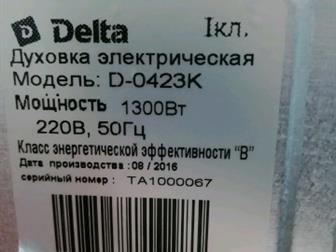 Delta Iкл.
Духовка электрическая
Модель: D-0423K
Мощность 1300Вт
220В, 50Гц
Класс энергетической эффективности "В"
Дата производства :08 / 2016
серийный номер : TA1000067